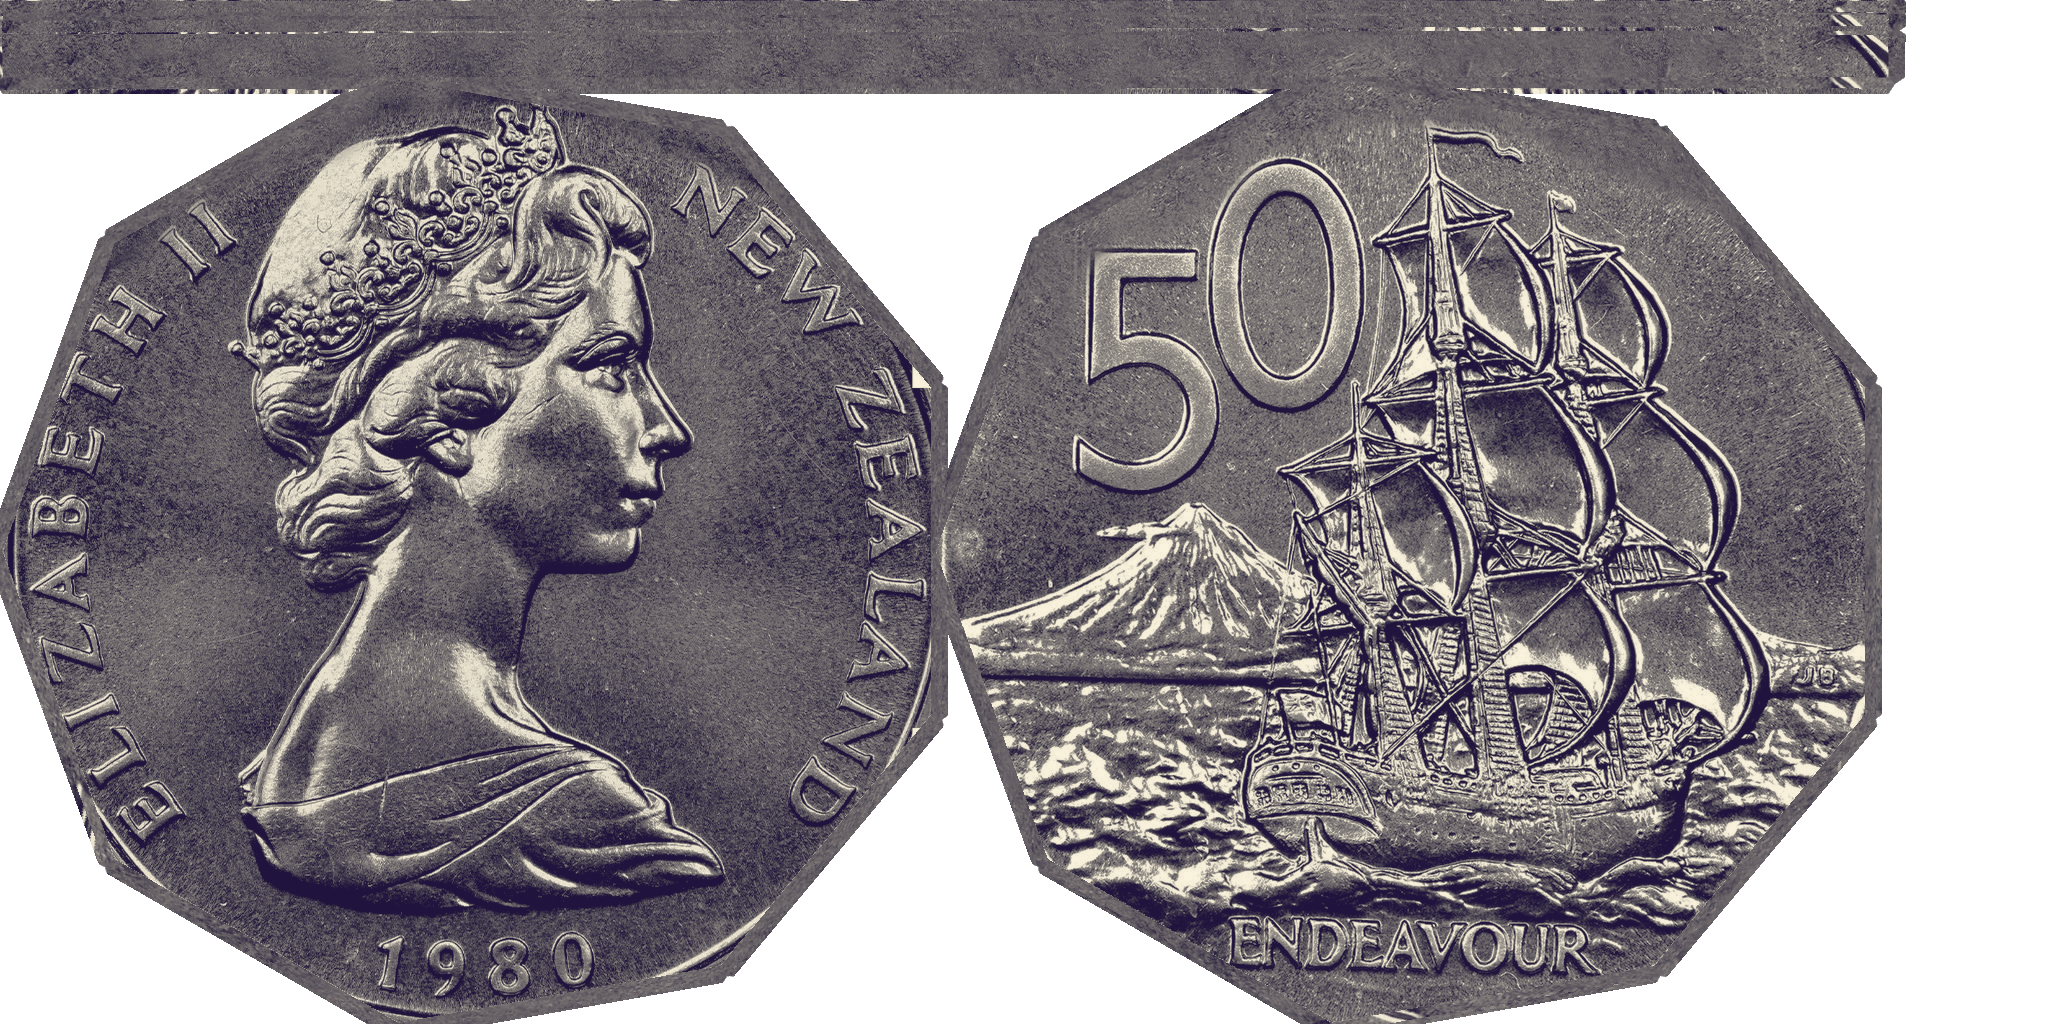 ELIZABETH II
NEW ZEALAND
1980
50
JB
ENDEAVOUR